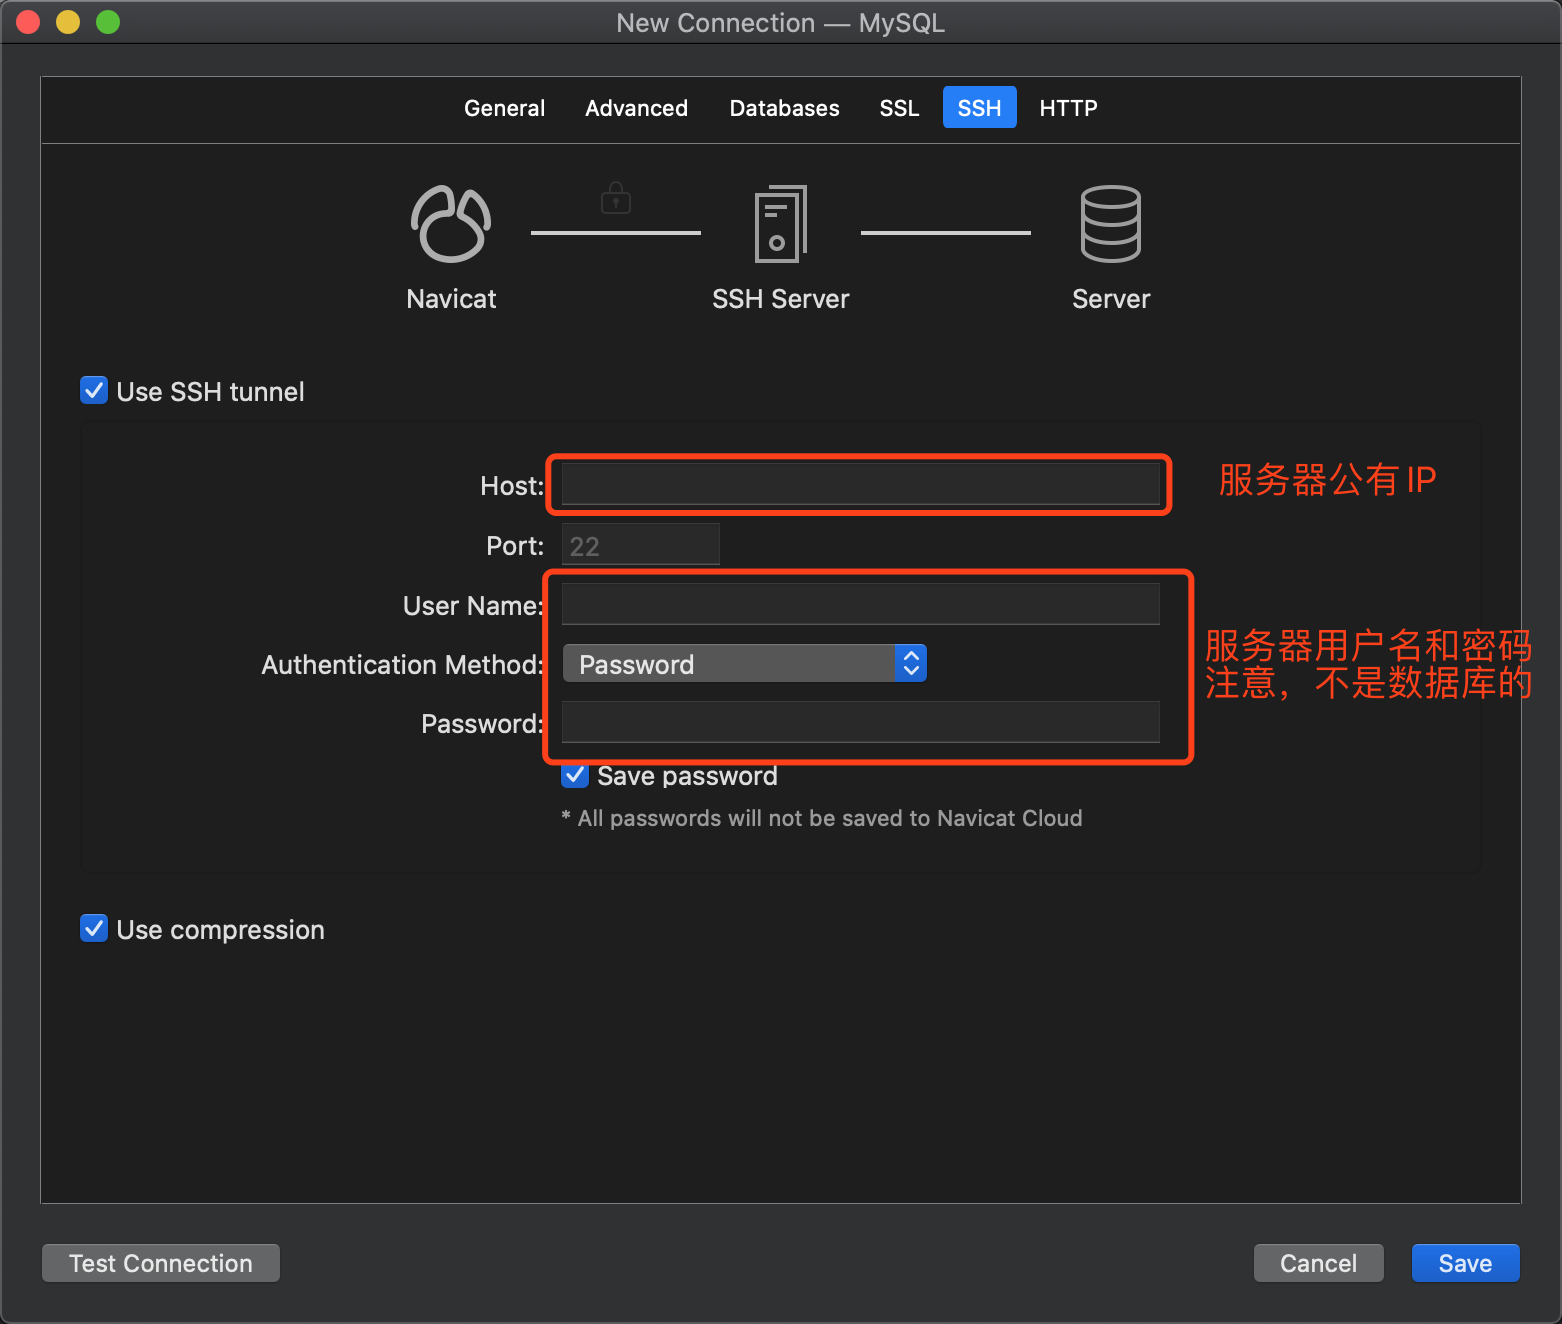 New Connection — MySQL
General Advanced Databases SSL SSH HTTP
Navicat SSH Server Server
Use SSH tunnel
Host: 服务器公有IP
Port: 22
User Name:
服务器用户名和密码
Authentication Method: Password
注意，不是数据库的
Password:
Save password
* All passwords will not be saved to Navicat Cloud
Use compression
Test Connection Cancel Save